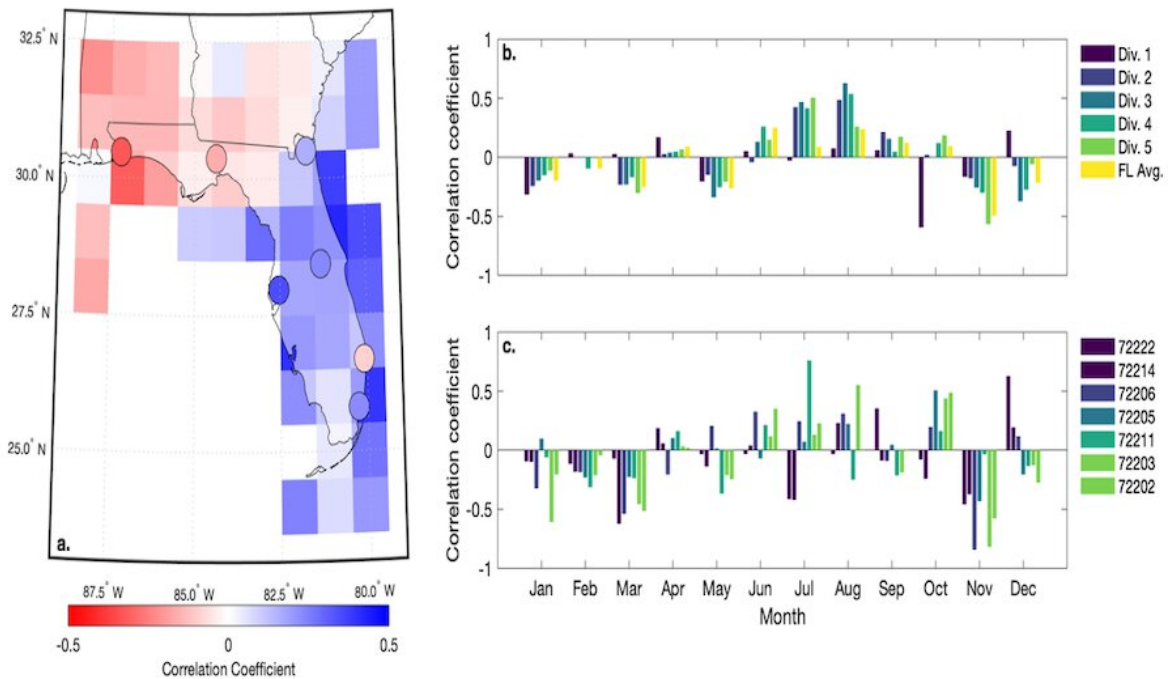 32.5° N
30.0° N
27.5° N
25.0° N
a.
87.5° W 85.0° W 82.5° W 80.0° W
-0.5 0 0.5
Correlation Coefficient
b.
Correlation coefficient
1
0.5
0
-0.5
-1
Div. 1
Div. 2
Div. 3
Div. 4
Div. 5
FL Avg.
c.
Correlation coefficient
1
0.5
0
-0.5
-1
Jan Feb Mar Apr May Jun Jul Aug Sep Oct Nov Dec
Month
72222
72214
72206
72205
72211
72203
72202